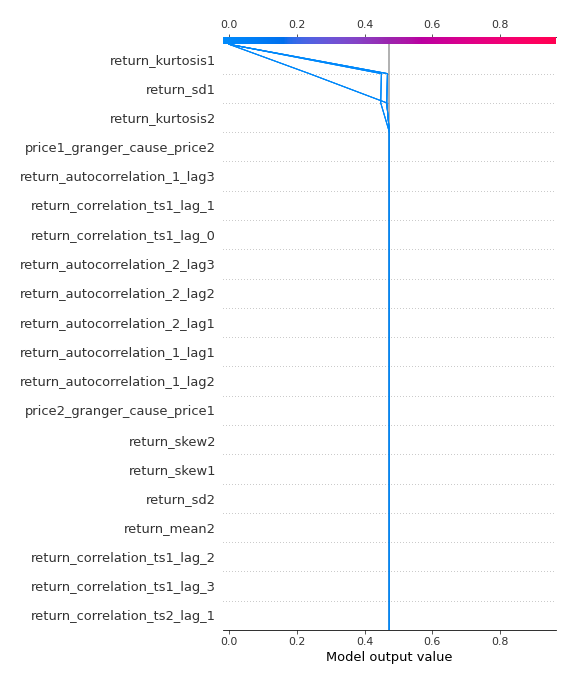 0.0 0.2 0.4 0.6 0.8
return_kurtosis1
return_sd1
return_kurtosis2
price1_granger_cause_price2
return_autocorrelation_1_lag3
return_correlation_ts1_lag_1
return_correlation_ts1_lag_0
return_autocorrelation_2_lag3
return_autocorrelation_2_lag2
return_autocorrelation_2_lag1
return_autocorrelation_1_lag1
return_autocorrelation_1_lag2
price2_granger_cause_price1
return_skew2
return_skew1
return_sd2
return_mean2
return_correlation_ts1_lag_2
return_correlation_ts1_lag_3
return_correlation_ts2_lag_1
0.0 0.2 0.4 0.6 0.8
Model output value